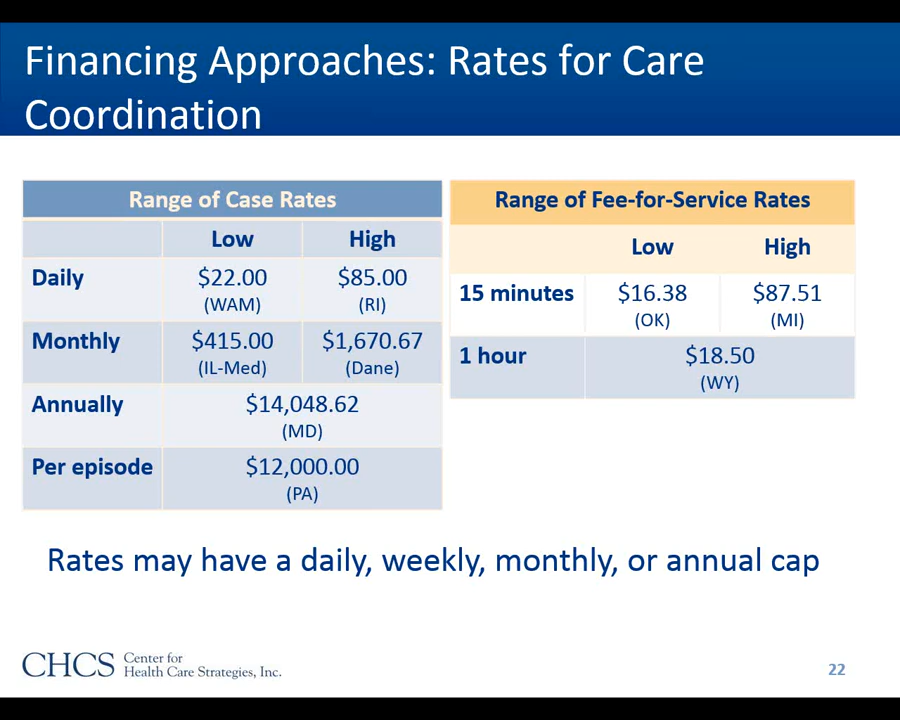 Financing Approaches: Rates for Care
Coordination
Range of Case Rates
Low High
Daily $22.00 $85.00
(WAM) (RI)
Monthly $415.00 $1,670.67
(IL-Med) (Dane)
Annually $14,048.62
(MD)
Per episode $12,000.00
(PA)
Range of Fee-for-Service Rates
Low High
15 minutes $16.38 $87.51
(OK) (MI)
1 hour $18.50
(WY)
Rates may have a daily, weekly, monthly, or annual cap
CHCS Center for
Health Care Strategies, Inc.
22